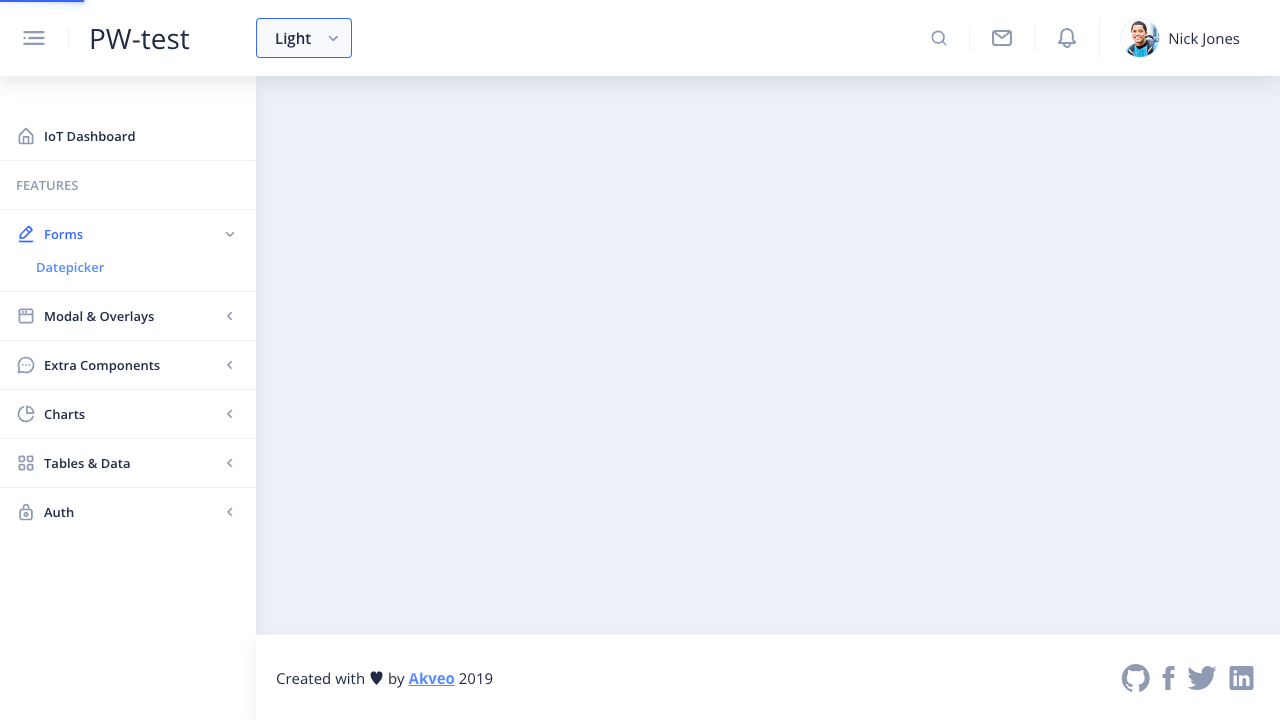 PW-test
Light
Nick Jones
IoT Dashboard
FEATURES
Forms
Datepicker
Modal & Overlays
Extra Components
Charts
Tables & Data
Auth
Created with ♥ by Akveo 2019